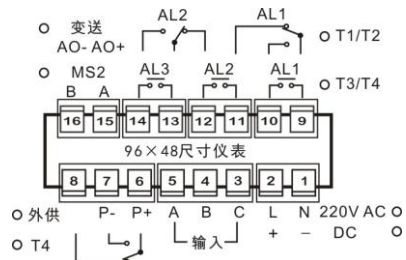 变送 AL2 AL1
AO- AO+ T1/T2
MS2 AL3 AL2 AL1 T3/T4
B A
16 15 14 13 12 11 10 9
96×48尺寸仪表
8 7 6 5 4 3 2 1
外供 P- P+ A B C L N 220V AC
输入 + − DC
T4